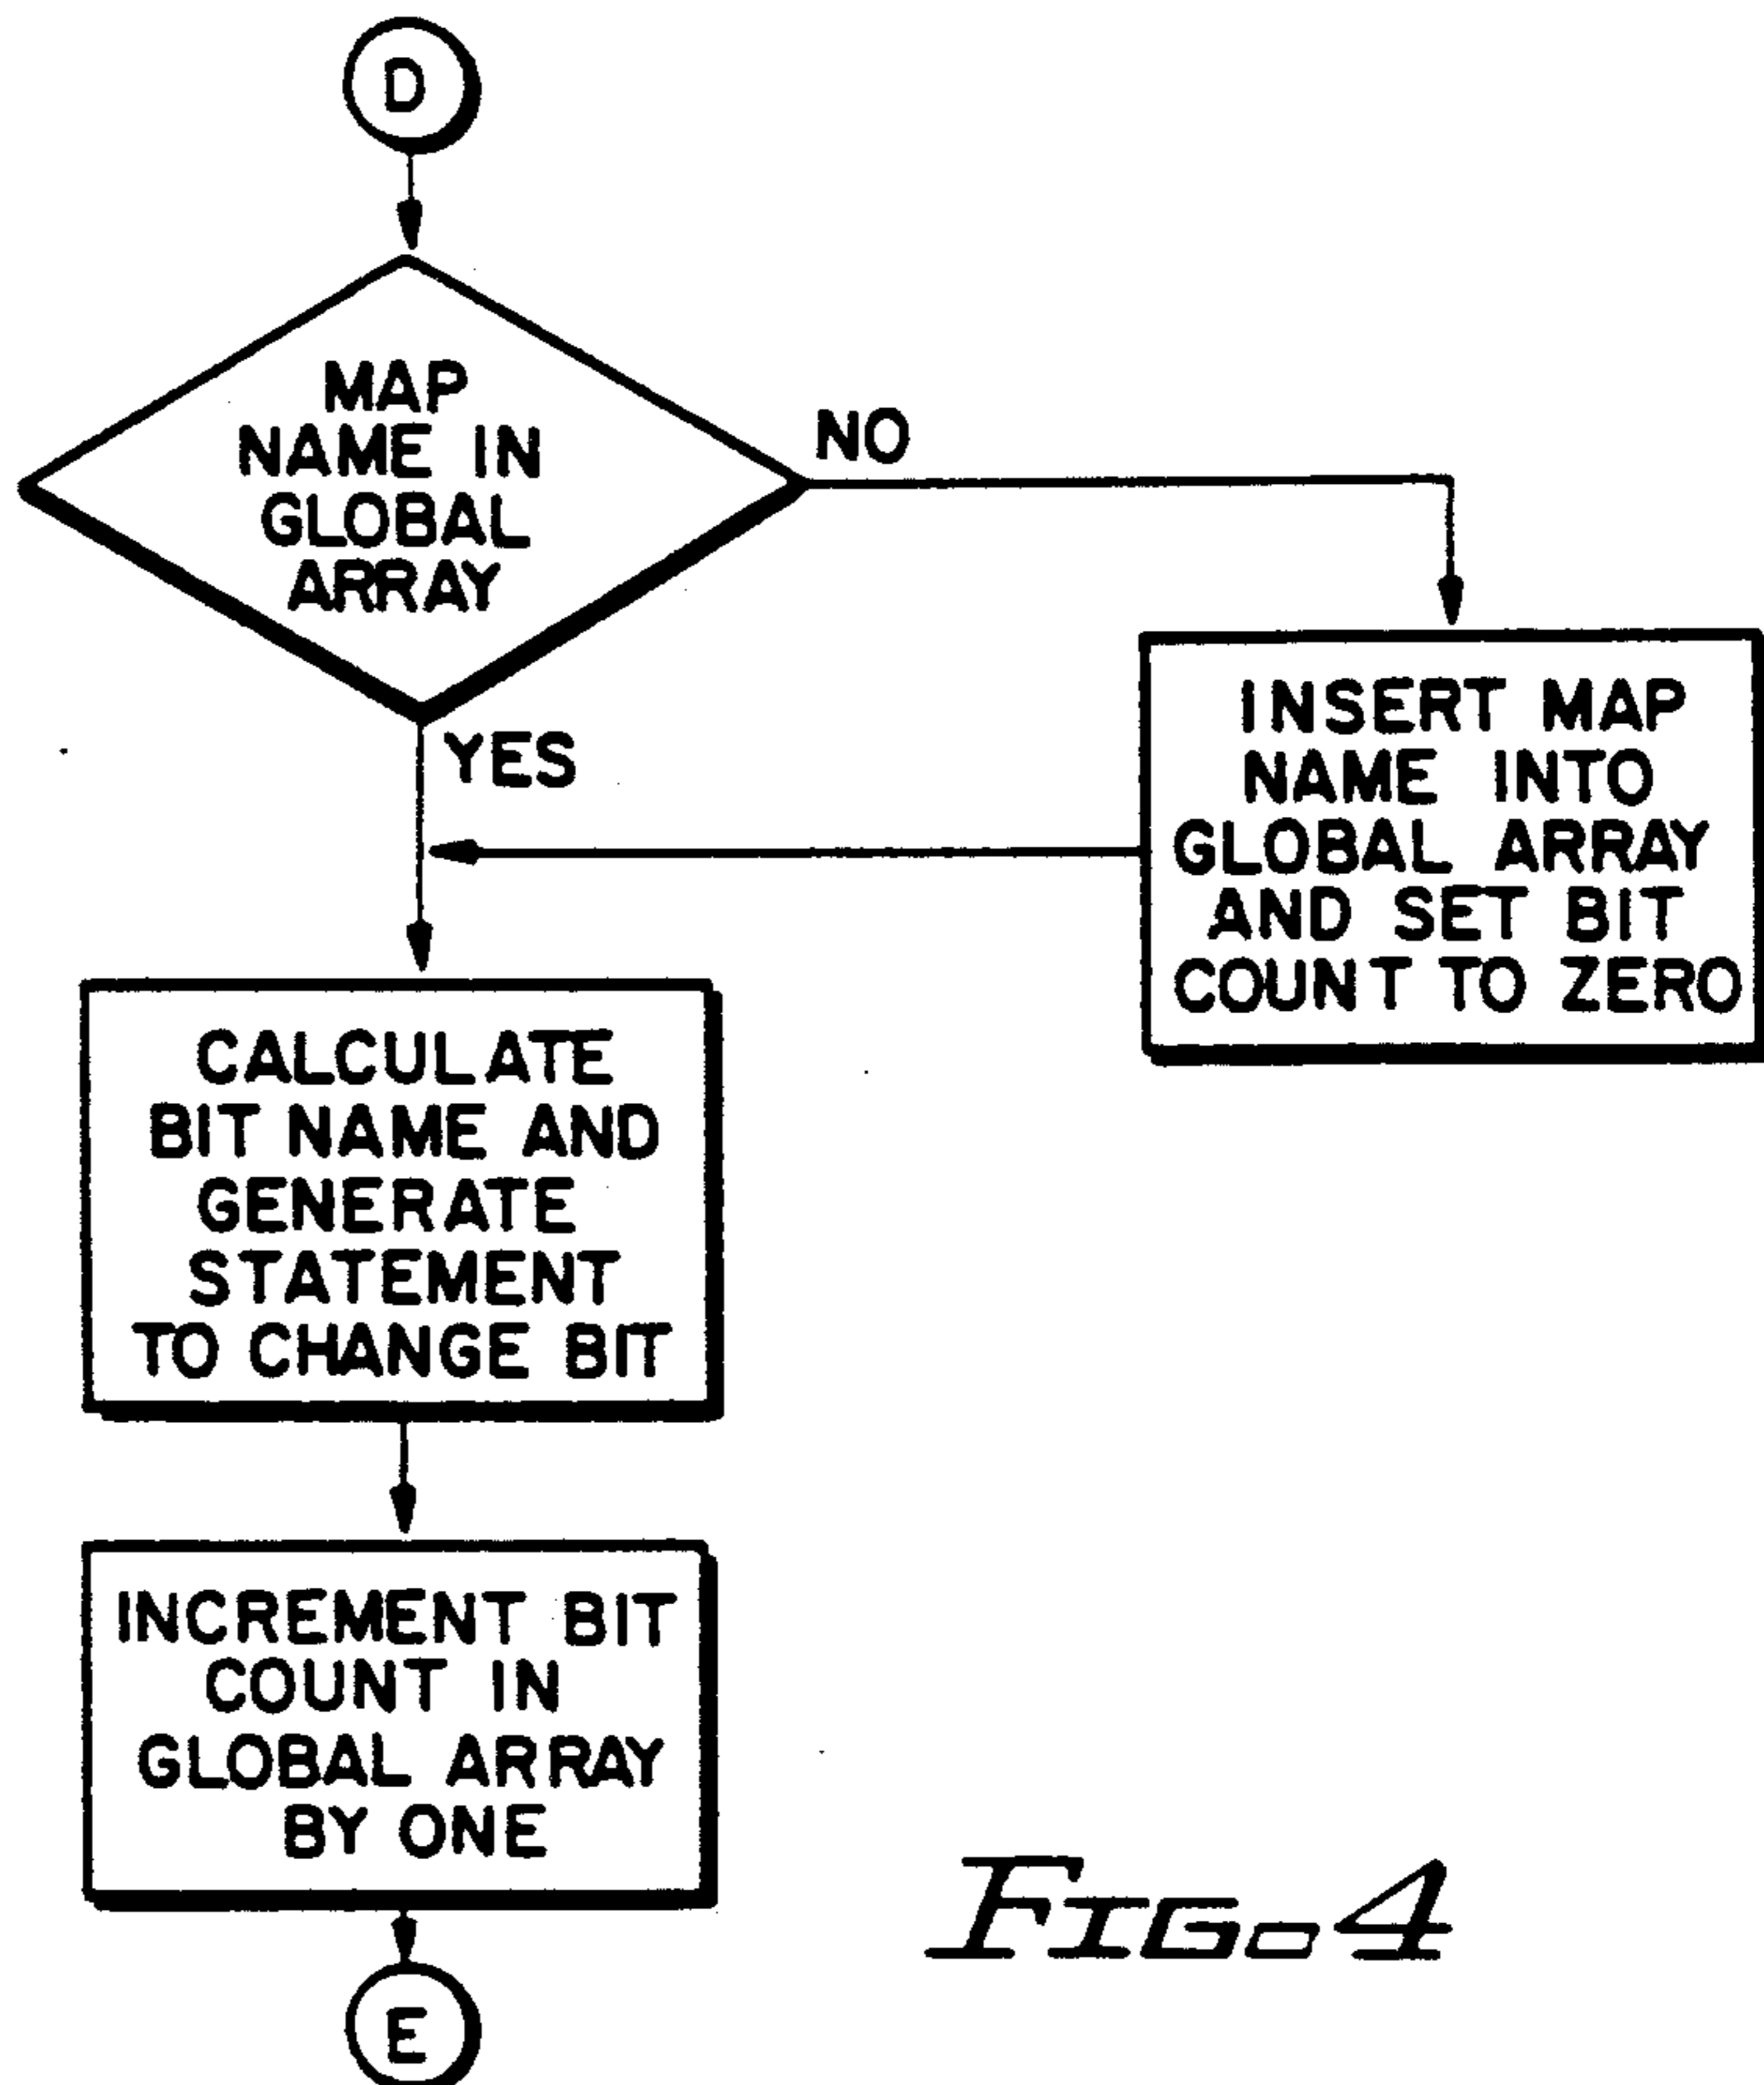 D
MAP
NAME IN
GLOBAL
ARRAY
NO
YES
INSERT MAP
NAME INTO
GLOBAL ARRAY
AND SET BIT
COUNT TO ZERO
CALCULATE
BIT NAME AND
GENERATE
STATEMENT
TO CHANGE BIT
INCREMENT BIT
COUNT IN
GLOBAL ARRAY
BY ONE
E
FIG. 4